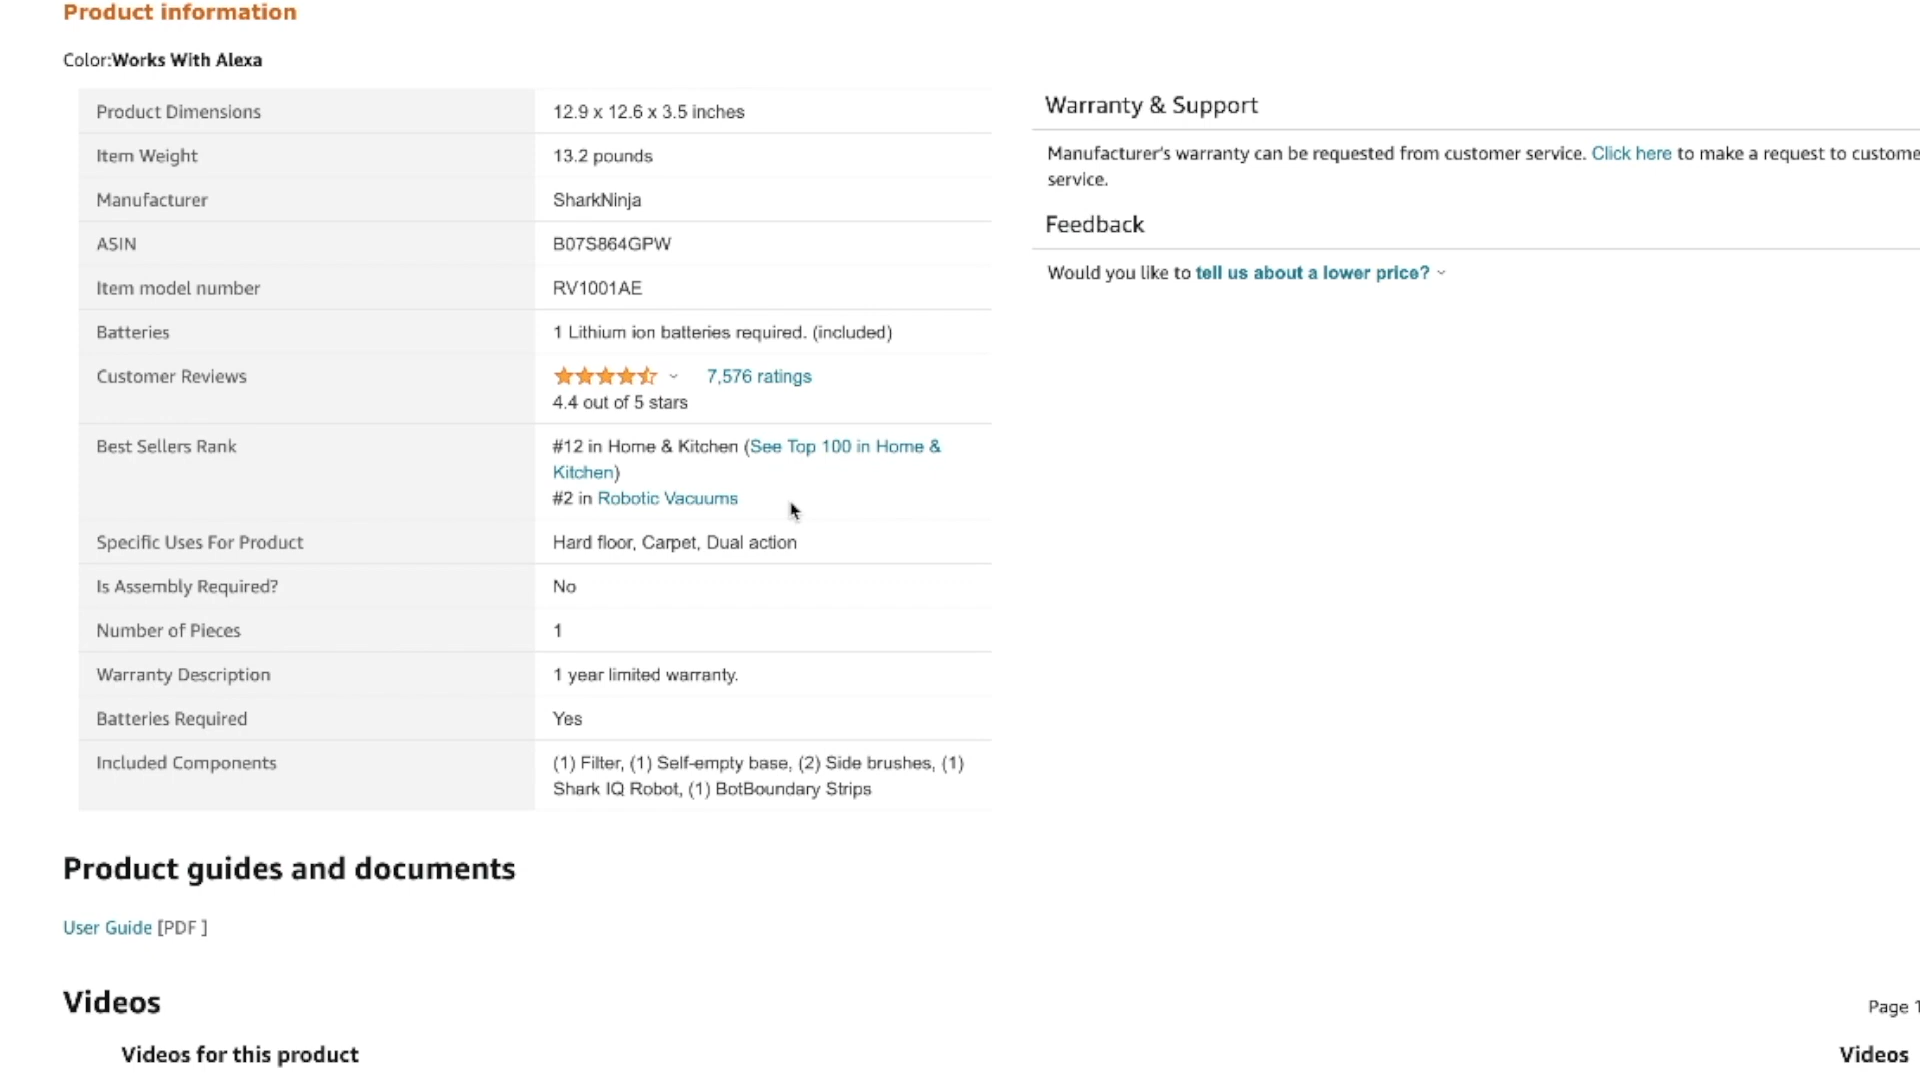 Product information
Color:Works With Alexa
Product Dimensions 12.9 x 12.6 x 3.5 inches
Item Weight 13.2 pounds
Manufacturer SharkNinja
ASIN B07S864GPW
Item model number RV1001AE
Batteries 1 Lithium ion batteries required. (included)
Customer Reviews 7,576 ratings
4.4 out of 5 stars
Best Sellers Rank #12 in Home & Kitchen (See Top 100 in Home &
Kitchen)
#2 in Robotic Vacuums
Specific Uses For Product Hard floor, Carpet, Dual action
Is Assembly Required? No
Number of Pieces 1
Warranty Description 1 year limited warranty.
Batteries Required Yes
Included Components (1) Filter, (1) Self-empty base, (2) Side brushes, (1)
Shark IQ Robot, (1) BotBoundary Strips
Warranty & Support
Manufacturer's warranty can be requested from customer service. Click here to make a request to custome
service.
Feedback
Would you like to tell us about a lower price?
Product guides and documents
User Guide [PDF ]
Videos
Page 1
Videos for this product
Videos